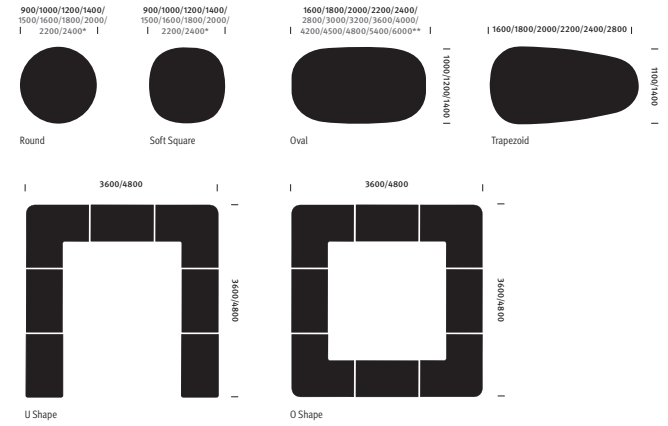 900/1000/1200/1400/
1500/1600/1800/2000/
2200/2400*
Round
900/1000/1200/1400/
1500/1600/1800/2000/
2200/2400*
Soft Square
1600/1800/2000/2200/2400/
2800/3000/3200/3600/4000/
4200/4500/4800/5400/6000**
1000/1200/1400
Oval
1600/1800/2000/2200/2400/2800
1100/1400
Trapezoid
3600/4800
3600/4800
U Shape
3600/4800
3600/4800
O Shape